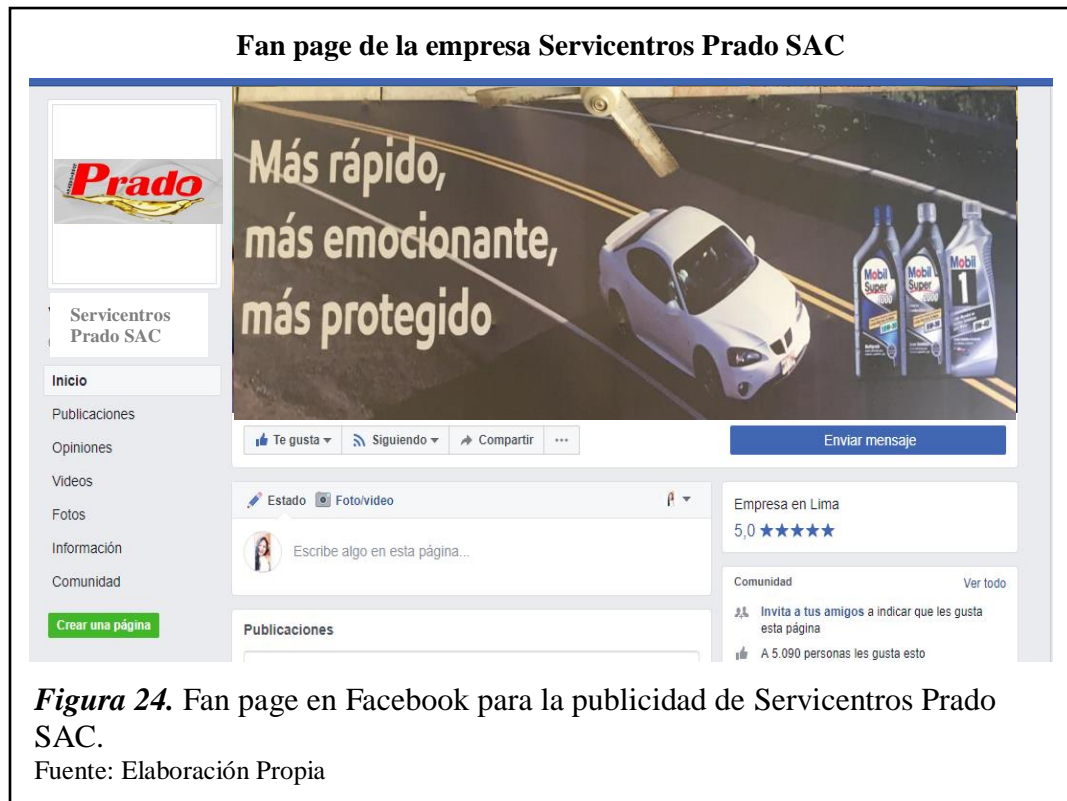 Fan page de la empresa Servicentros Prado SAC
Prado
Servicentros
Prado SAC
Inicio
Publicaciones
Opiniones
Videos
Fotos
Información
Comunidad
Crear una página
Más rápido,
más emocionante,
más protegido
Mobil
Super
1000
Mobil
Super
Mobil
1
Te gusta
Siguiendo
Compartir
Enviar mensaje
Estado
Foto/video
Escribe algo en esta página...
Publicaciones
Empresa en Lima
5,0 ★★★★★
Comunidad
Ver todo
Invita a tus amigos a indicar que les gusta
esta página
A 5.090 personas les gusta esto
Figura 24. Fan page en Facebook para la publicidad de Servicentros Prado
SAC.
Fuente: Elaboración Propia